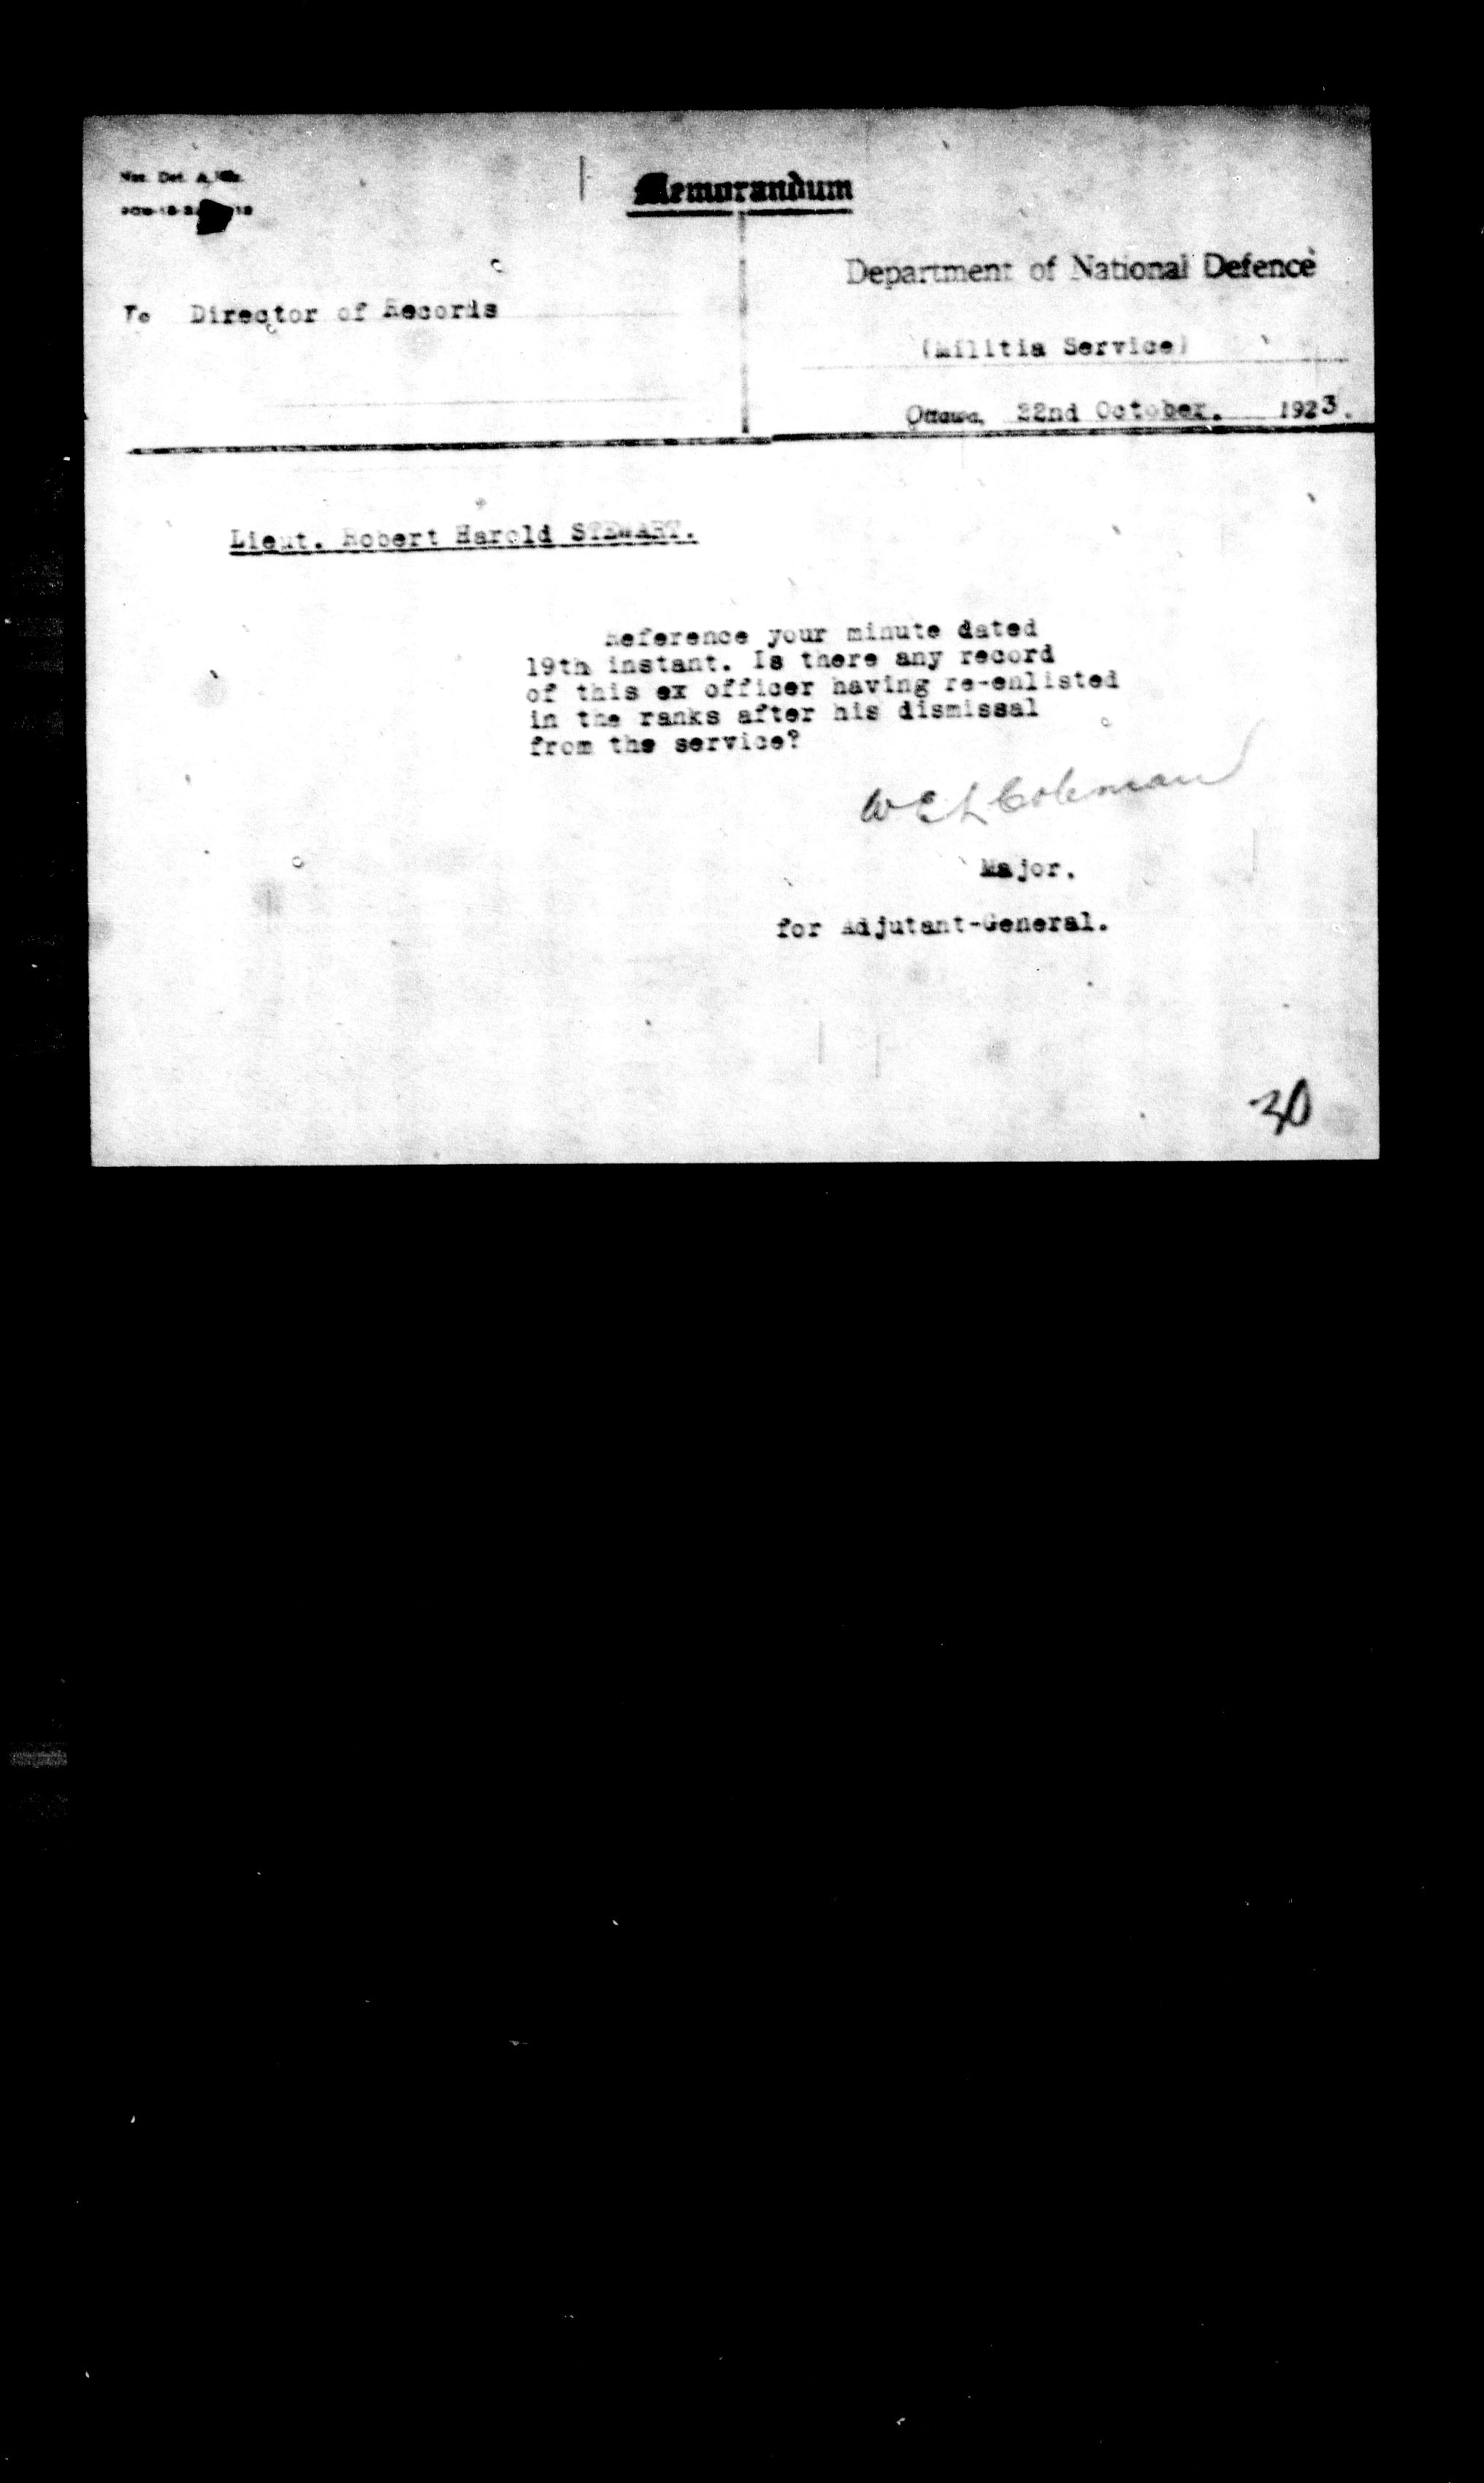 Memorandum
Department of National Defence
To Director of Records
(Militia Service)
Ottawa, 22nd October. 1923.
Lieut. Robert Harold STEWART.
Reference your minute dated
19th instant. Is there any record
of this ex officer having re-enlisted
in the ranks after his dismissal
from the service?
W E L Coleman
Major.
for Adjutant-General.
30